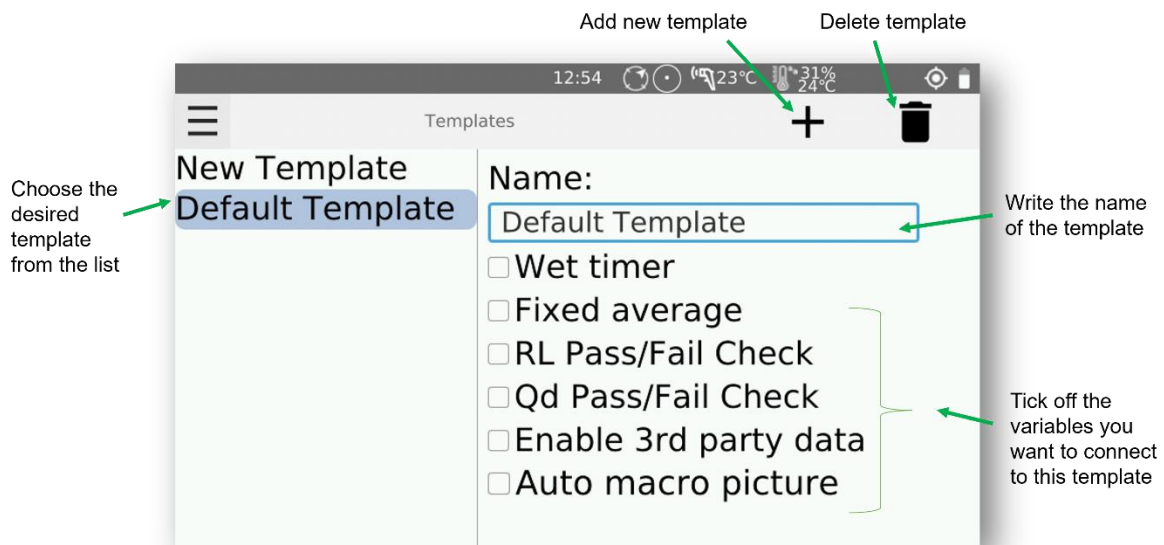 Add new template
Delete template
12:54
23°C
31%
24°C
Templates
New Template
Default Template
Name:
Default Template
Wet timer
Fixed average
RL Pass/Fail Check
Qd Pass/Fail Check
Enable 3rd party data
Auto macro picture
Choose the
desired
template
from the list
Write the name
of the template
Tick off the
variables you
want to connect
to this template